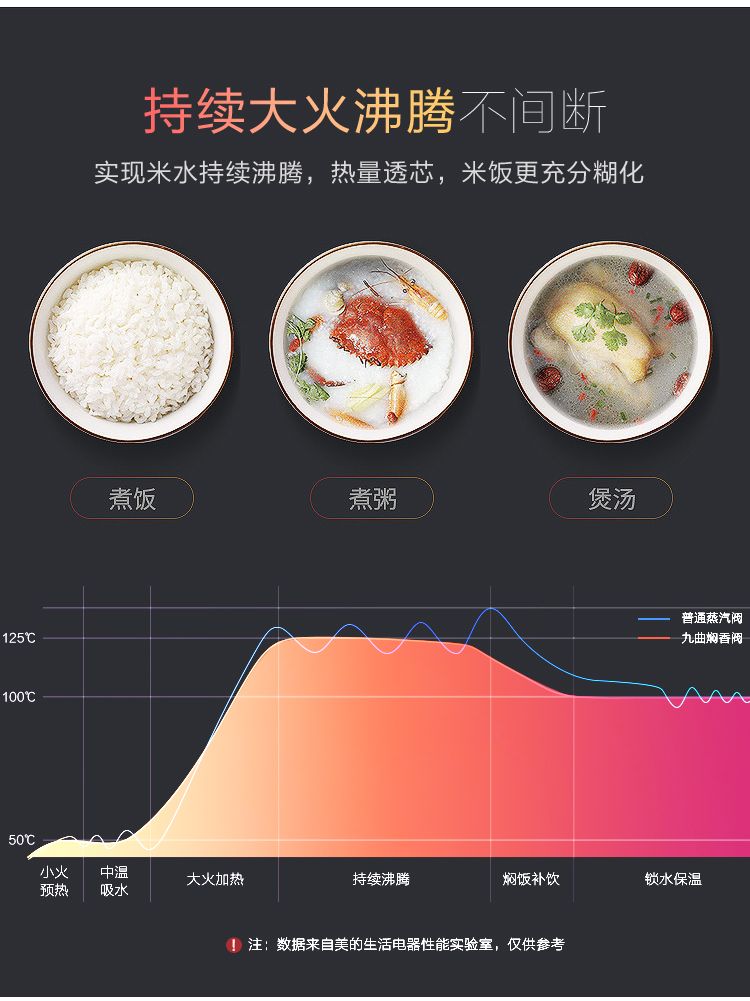 持续大火沸腾不间断
实现米水持续沸腾，热量透芯，米饭更充分糊化
煮饭
煮粥
煲汤
普通蒸汽阀
九曲焖香阀
125℃
100℃
50℃
小火
预热
中温
吸水
大火加热
持续沸腾
焖饭补饮
锁水保温
注：数据来自美的生活电器性能实验室，仅供参考